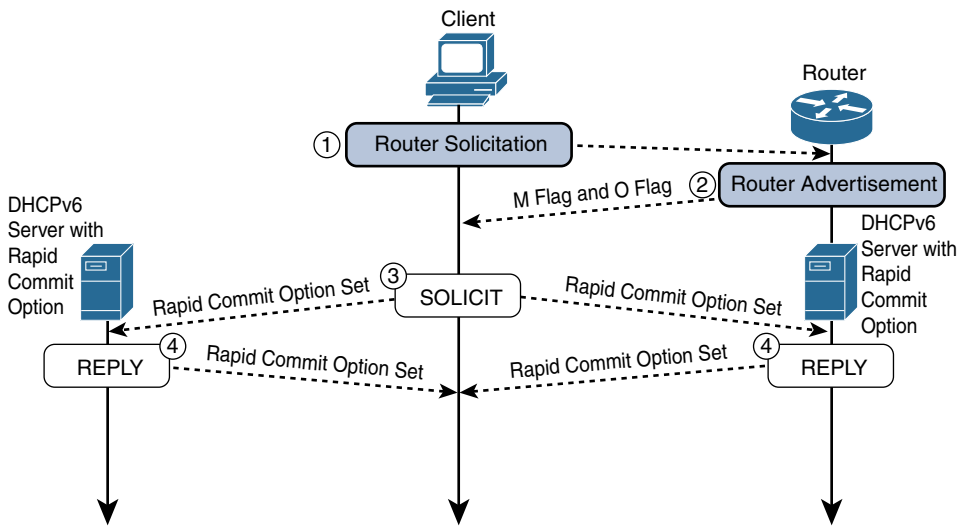 Client
Router
1
Router Solicitation
2
Router Advertisement
M Flag and O Flag
DHCPv6
Server with
Rapid
Commit
Option
DHCPv6
Server with
Rapid
Commit
Option
3
SOLICIT
Rapid Commit Option Set
Rapid Commit Option Set
4
REPLY
Rapid Commit Option Set
Rapid Commit Option Set
4
REPLY